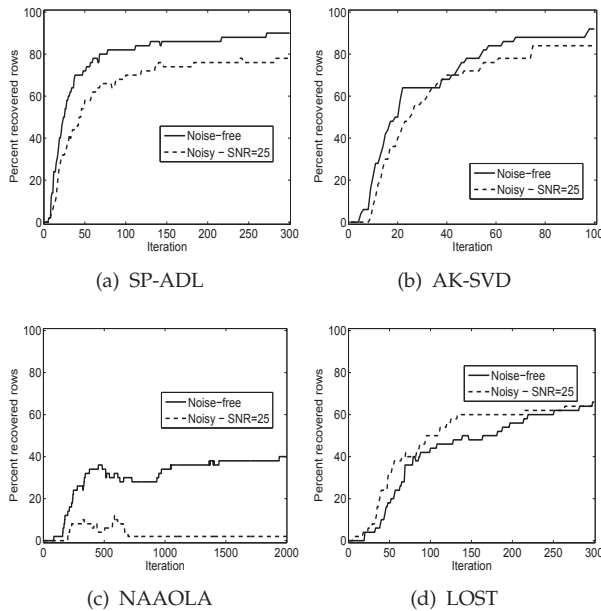 100
80
60
40
20
0
Percent recovered rows
Noise-free
Noisy - SNR=25
0 50 100 150 200 250 300
Iteration
(a) SP-ADL
100
80
60
40
20
0
Percent recovered rows
Noise-free
Noisy - SNR=25
0 20 40 60 80 100
Iteration
(b) AK-SVD
100
80
60
40
20
0
Percent recovered rows
Noise-free
Noisy - SNR=25
0 500 1000 1500 2000
Iteration
(c) NAAOLA
100
80
60
40
20
0
Percent recovered rows
Noise-free
Noisy - SNR=25
0 50 100 150 200 250 300
Iteration
(d) LOST